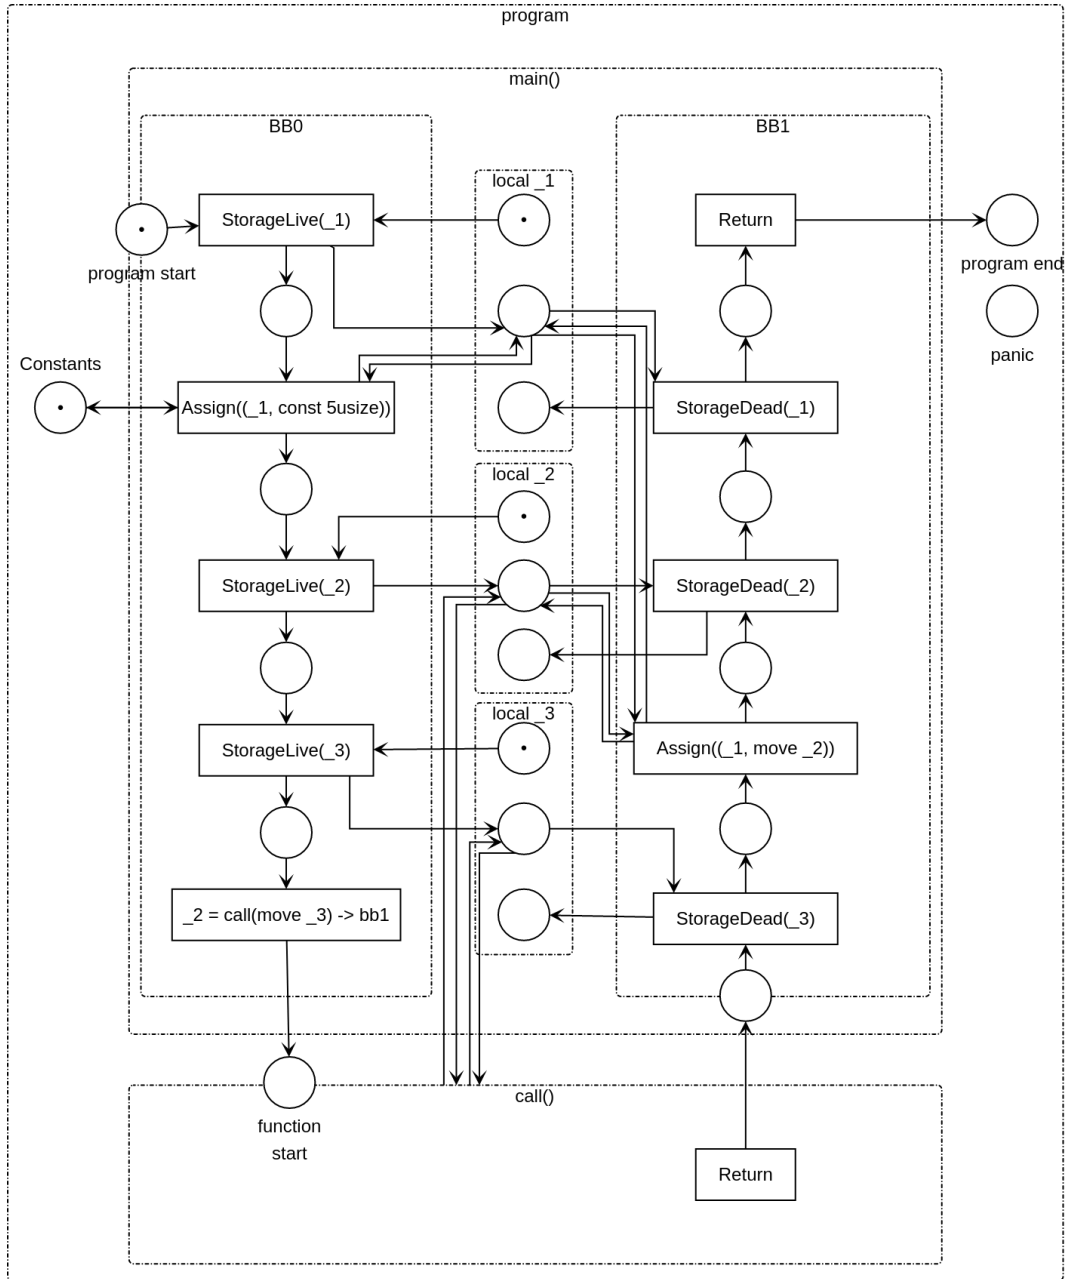 program
main()
BB0
BB1
local _1
StorageLive(_1)
Return
program start
program end
panic
Constants
Assign((_1, const 5usize))
StorageDead(_1)
local _2
StorageLive(_2)
StorageDead(_2)
local _3
StorageLive(_3)
Assign((_1, move _2))
_2 = call(move _3) -> bb1
StorageDead(_3)
call()
function
start
Return